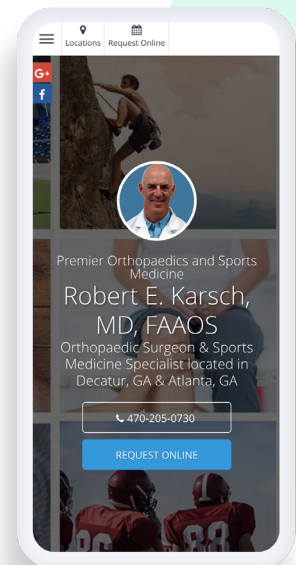 Locations
Request Online
G+
f
Premier Orthopaedics and Sports
Medicine
Robert E. Karsch,
MD, FAAOS
Orthopaedic Surgeon & Sports
Medicine Specialist located in
Decatur, GA & Atlanta, GA
470-205-0730
REQUEST ONLINE